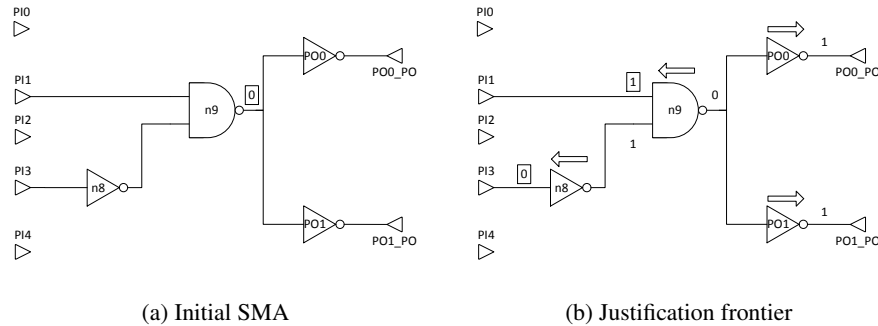 PI0
PI1
PI2
PI3
PI4
n8
n9
0
PO0
PO0_PO
PO1
PO1_PO
(a) Initial SMA
PI0
PI1
PI2
PI3
PI4
0
n8
1
1
n9
0
PO0
1
PO0_PO
PO1
1
PO1_PO
(b) Justification frontier